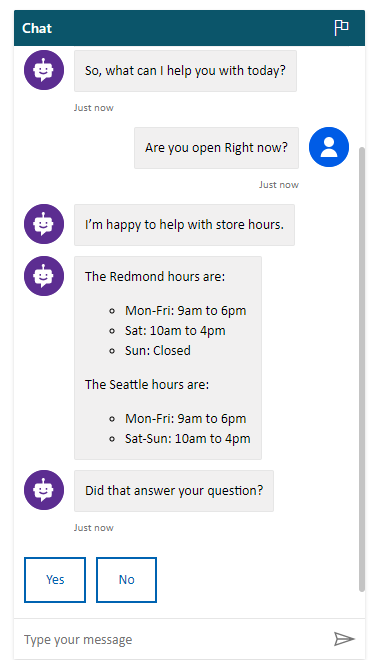 Chat
So, what can I help you with today?
Just now
Are you open Right now?
Just now
I'm happy to help with store hours.
The Redmond hours are:
Mon-Fri: 9am to 6pm
Sat: 10am to 4pm
Sun: Closed
The Seattle hours are:
Mon-Fri: 9am to 6pm
Sat-Sun: 10am to 4pm
Did that answer your question?
Just now
Yes No
Type your message